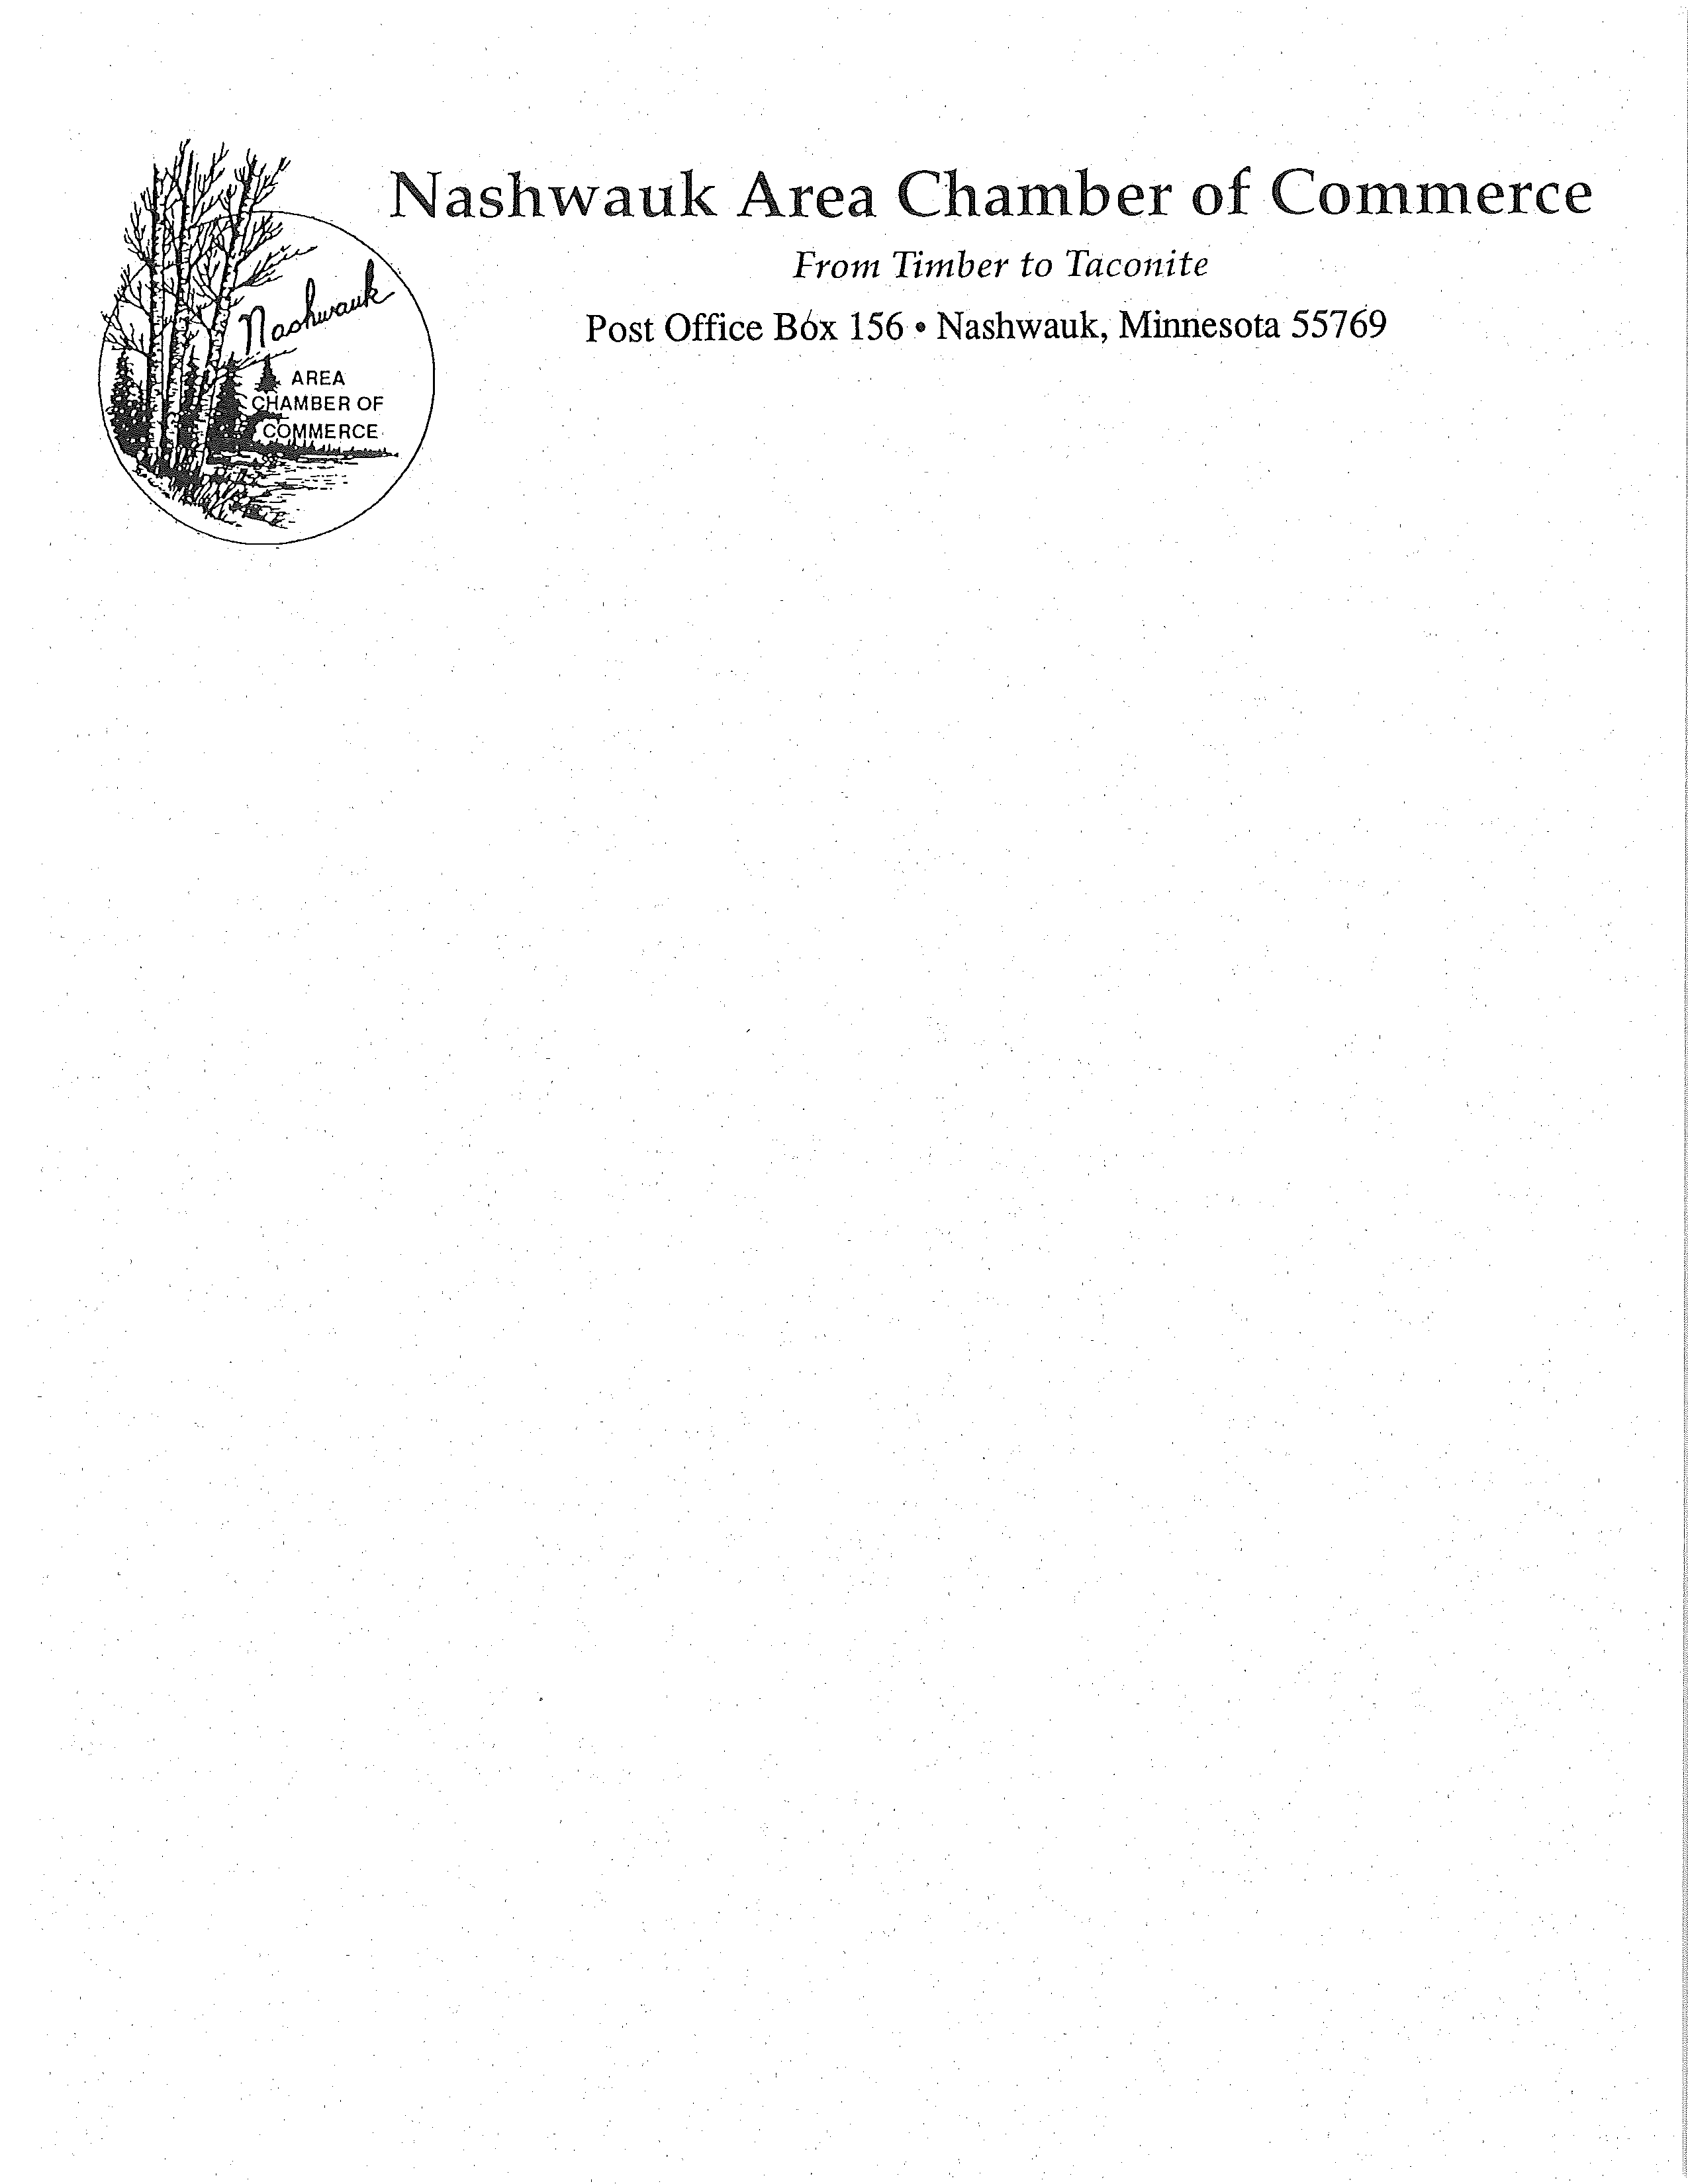 Nashwauk Area Chamber of Commerce
From Timber to Taconite
Post Office Box 156 • Nashwauk, Minnesota 55769
Nashwauk
AREA
CHAMBER OF
COMMERCE